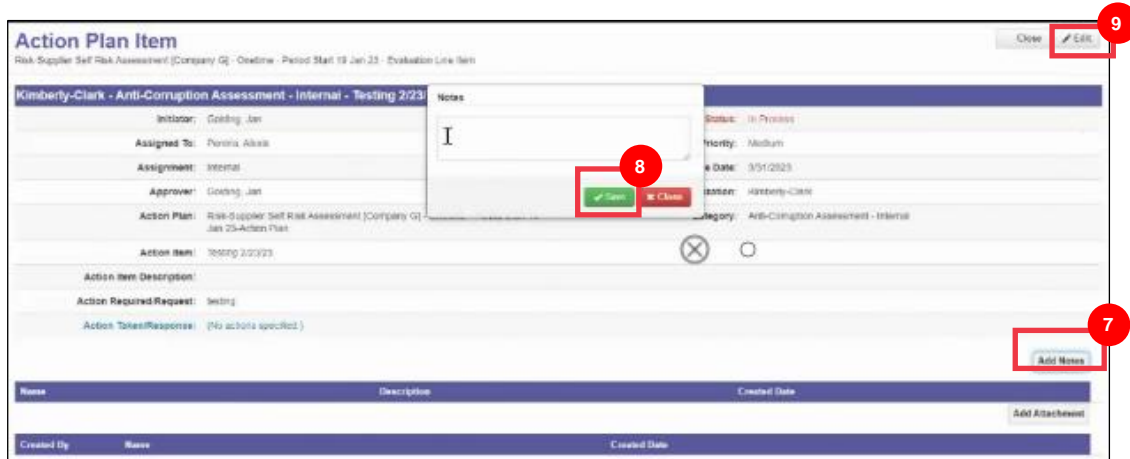 9
Action Plan Item
Close Edit
Risk-Supplier Self Risk Assessment [Company G] - Onetime - Period Start 19 Jan 23 - Evaluation Line Item
Kimberly-Clark - Anti-Corruption Assessment - Internal - Testing 2/23/
Notes
Initiator: Golding, Jan
Status: In Process
Assigned To: Alexis
Priority: Medium
Assignment: Internal
e Date: 3/31/2023
8
Approver: Golding, Jan
Save Close
zation: Kimberly-Clark
Action Plan: Risk-Supplier Self Risk Assessment [Company G] -
Jan 23-Action Plan
tegory: Anti-Corruption Assessment - Internal
Action Item: Testing 2/23/23
Action Item Description:
Action Required/Request: testing
Action Taken/Response: (No actions specified.)
7
Add Notes
Name Description Created Date
Add Attachment
Created By Name Created Date